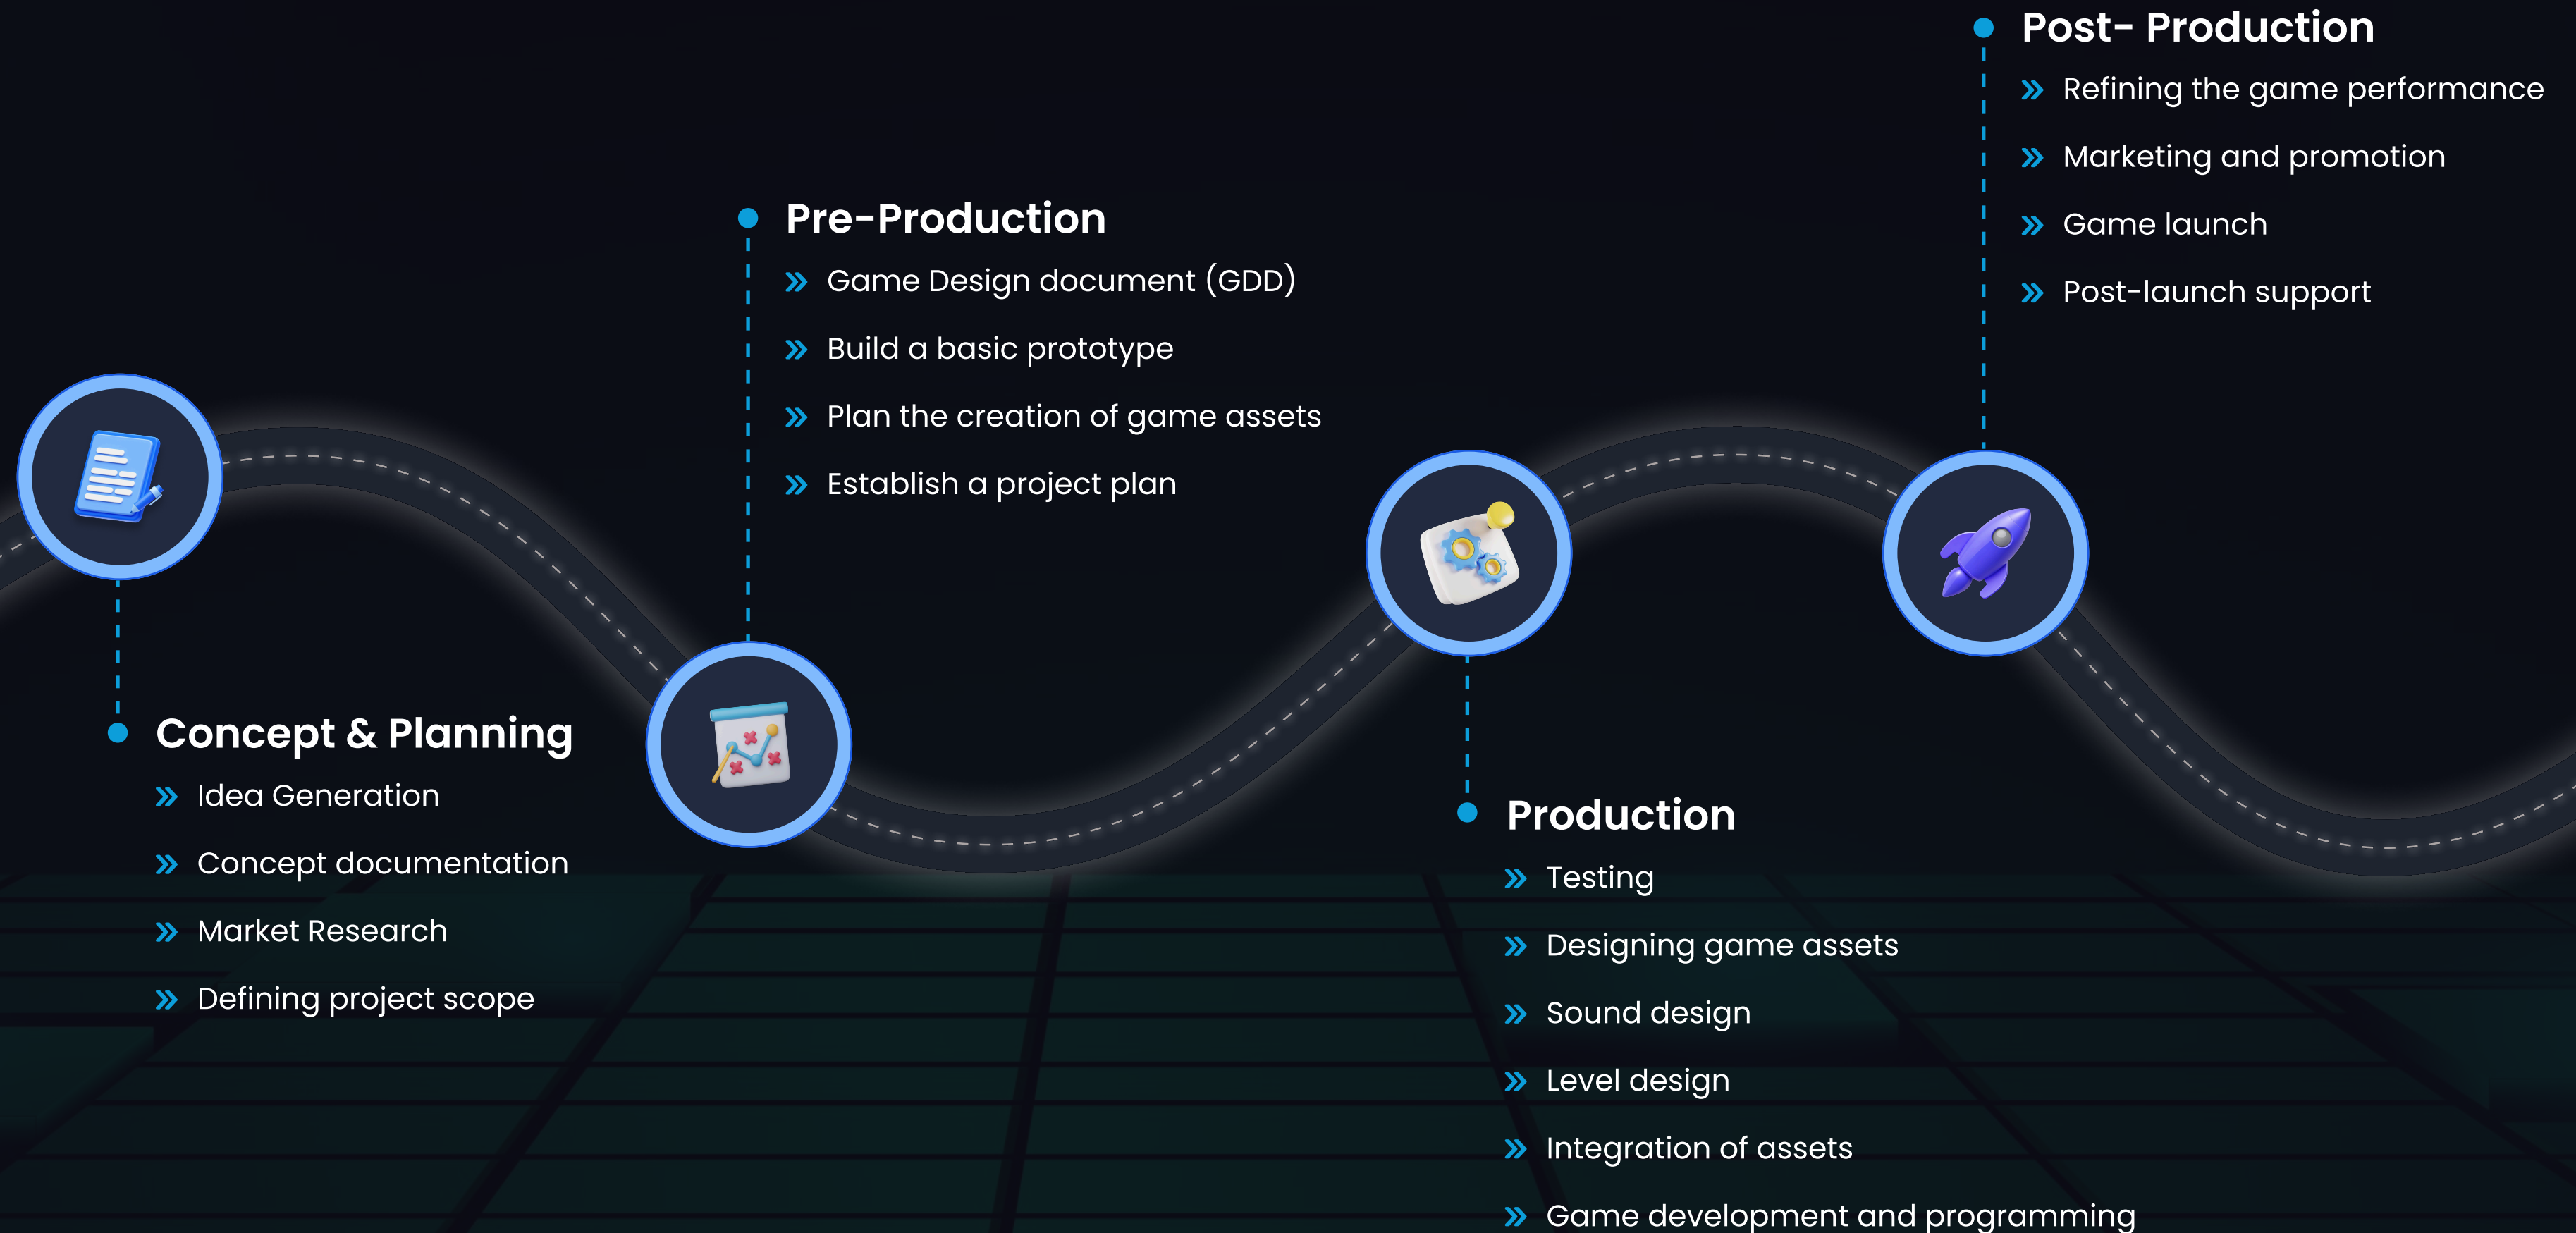 Concept & Planning
Idea Generation
Concept documentation
Market Research
Defining project scope
Pre-Production
Game Design document (GDD)
Build a basic prototype
Plan the creation of game assets
Establish a project plan
Production
Testing
Designing game assets
Sound design
Level design
Integration of assets
Game development and programming
Post- Production
Refining the game performance
Marketing and promotion
Game launch
Post-launch support